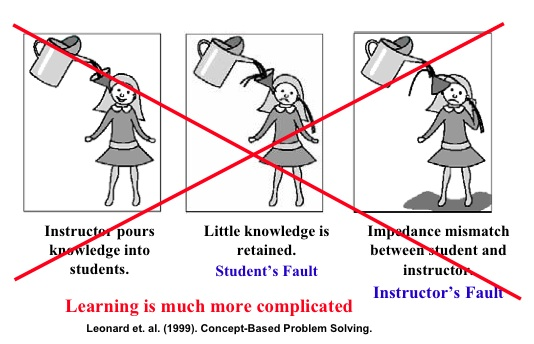 Instructor pours
knowledge into
students.
Little knowledge is
retained.
Student's Fault
Impedance mismatch
between student and
instructor.
Instructor's Fault
Learning is much more complicated
Leonard et. al. (1999). Concept-Based Problem Solving.